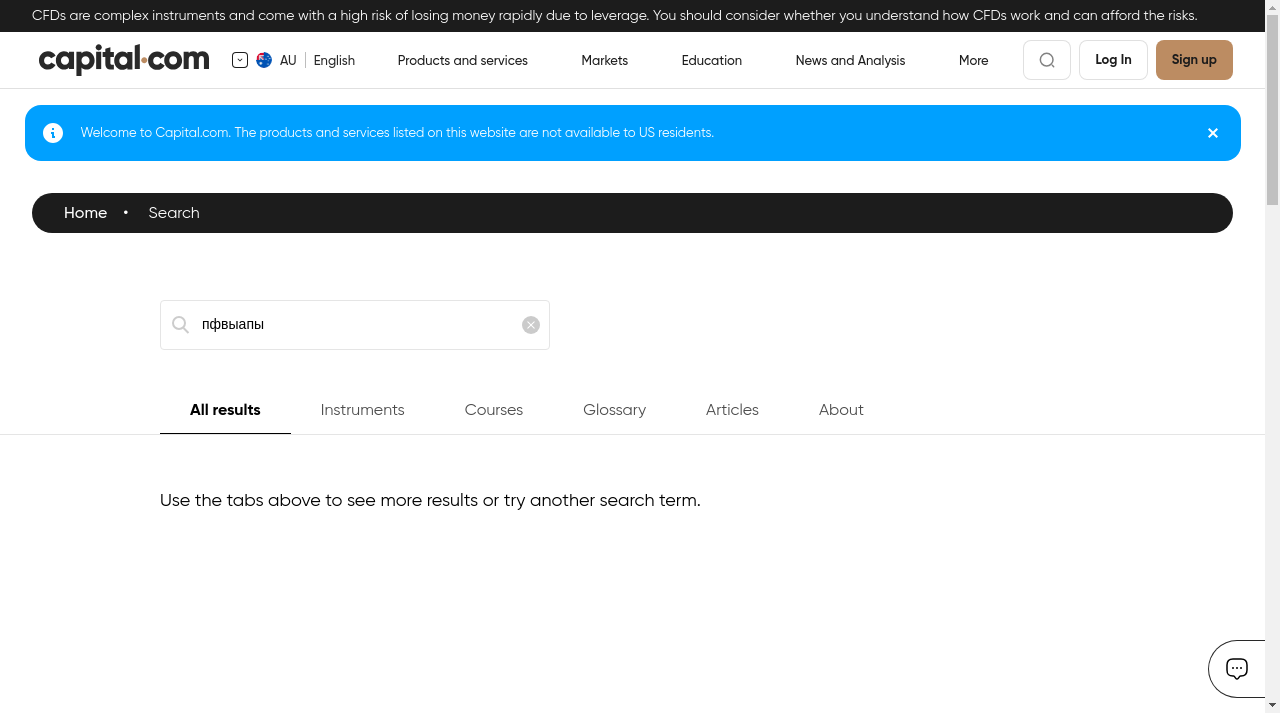 CFDs are complex instruments and come with a high risk of losing money rapidly due to leverage. You should consider whether you understand how CFDs work and can afford the risks.
capital•com
AU
English
Products and services
Markets
Education
News and Analysis
More
Log In
Sign up
Welcome to Capital.com. The products and services listed on this website are not available to US residents.
Home • Search
пфвыапы
All results
Instruments
Courses
Glossary
Articles
About
Use the tabs above to see more results or try another search term.